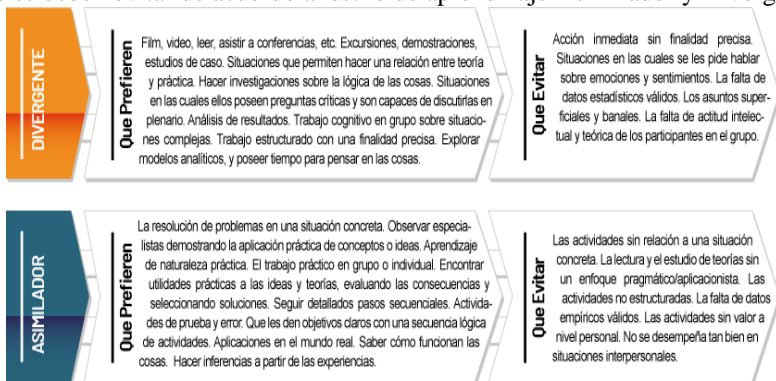 DIVERGENTE
Que Prefieren
Film, video, leer, asistir a conferencias, etc. Excursiones, demostraciones,
estudios de caso. Situaciones que permiten hacer una relación entre teoría
y práctica. Hacer investigaciones sobre la lógica de las cosas. Situaciones
en las cuales ellos poseen preguntas críticas y son capaces de discutirlas en
plenario. Análisis de resultados. Trabajo cognitivo en grupo sobre situacio-
nes complejas. Trabajo estructurado con una finalidad precisa. Explorar
modelos analíticos, y poseer tiempo para pensar en las cosas.
Que Evitar
Acción inmediata sin finalidad precisa.
Situaciones en las cuales se les pide hablar
sobre emociones y sentimientos. La falta de
datos estadísticos válidos. Los asuntos super-
ficiales y banales. La falta de actitud intelec-
tual y teórica de los participantes en el grupo.
ASIMILADOR
Que Prefieren
La resolución de problemas en una situación concreta. Observar especia-
listas demostrando la aplicación práctica de conceptos o ideas. Aprendizaje
de naturaleza práctica. El trabajo práctico en grupo o individual. Encontrar
utilidades prácticas a las ideas y teorías, evaluando las consecuencias y
seleccionando soluciones. Seguir detallados pasos secuenciales. Activida-
des de prueba y error. Que les den objetivos claros con una secuencia lógica
de actividades. Aplicaciones en el mundo real. Saber cómo funcionan las
cosas. Hacer inferencias a partir de las experiencias.
Que Evitar
Las actividades sin relación a una situación
concreta. La lectura y el estudio de teorías sin
un enfoque pragmático/aplicacionista. Las
actividades no estructuradas. La falta de datos
empíricos válidos. Las actividades sin valor a
nivel personal. No se desempeña tan bien en
situaciones interpersonales.